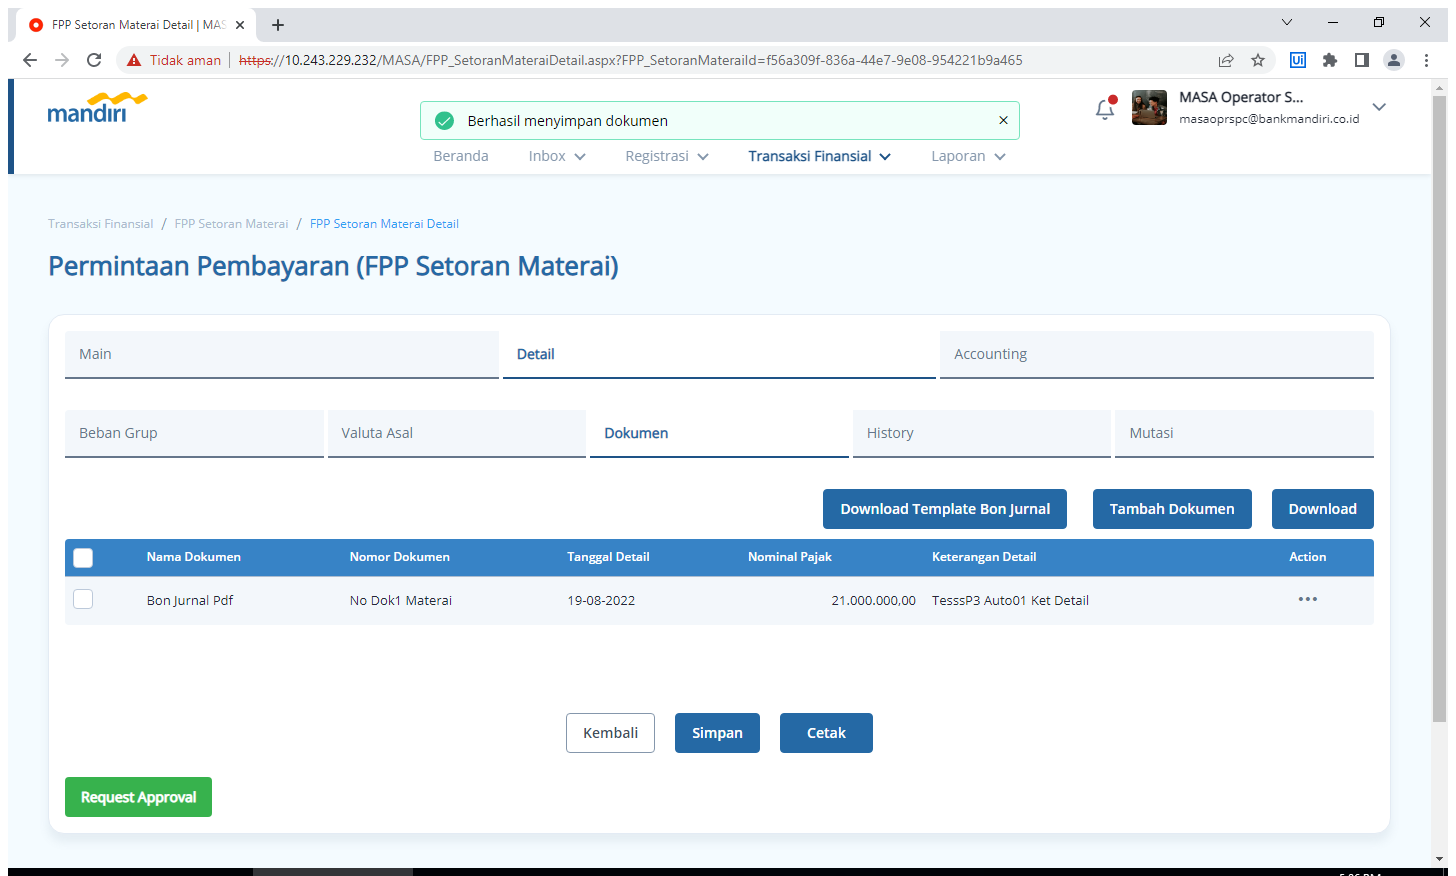 FPP Setoran Materai Detail | MAS
Tidak aman
https://10.243.229.232/MASA/FPP_SetoranMateraiDetail.aspx?FPP_SetoranMateraiId=f56a309f-836a-44e7-9e08-954221b9a465
Ui
mandiri
Berhasil menyimpan dokumen
MASA Operator S...
masaoprspc@bankmandiri.co.id
Beranda
Inbox
Registrasi
Transaksi Finansial
Laporan
Transaksi Finansial / FPP Setoran Materai / FPP Setoran Materai Detail
Permintaan Pembayaran (FPP Setoran Materai)
Main
Detail
Accounting
Beban Grup
Valuta Asal
Dokumen
History
Mutasi
Download Template Bon Jurnal
Tambah Dokumen
Download
Nama Dokumen
Nomor Dokumen
Tanggal Detail
Nominal Pajak
Keterangan Detail
Action
Bon Jurnal Pdf
No Dok1 Materai
19-08-2022
21.000.000,00
TesssP3 Auto01 Ket Detail
Kembali
Simpan
Cetak
Request Approval